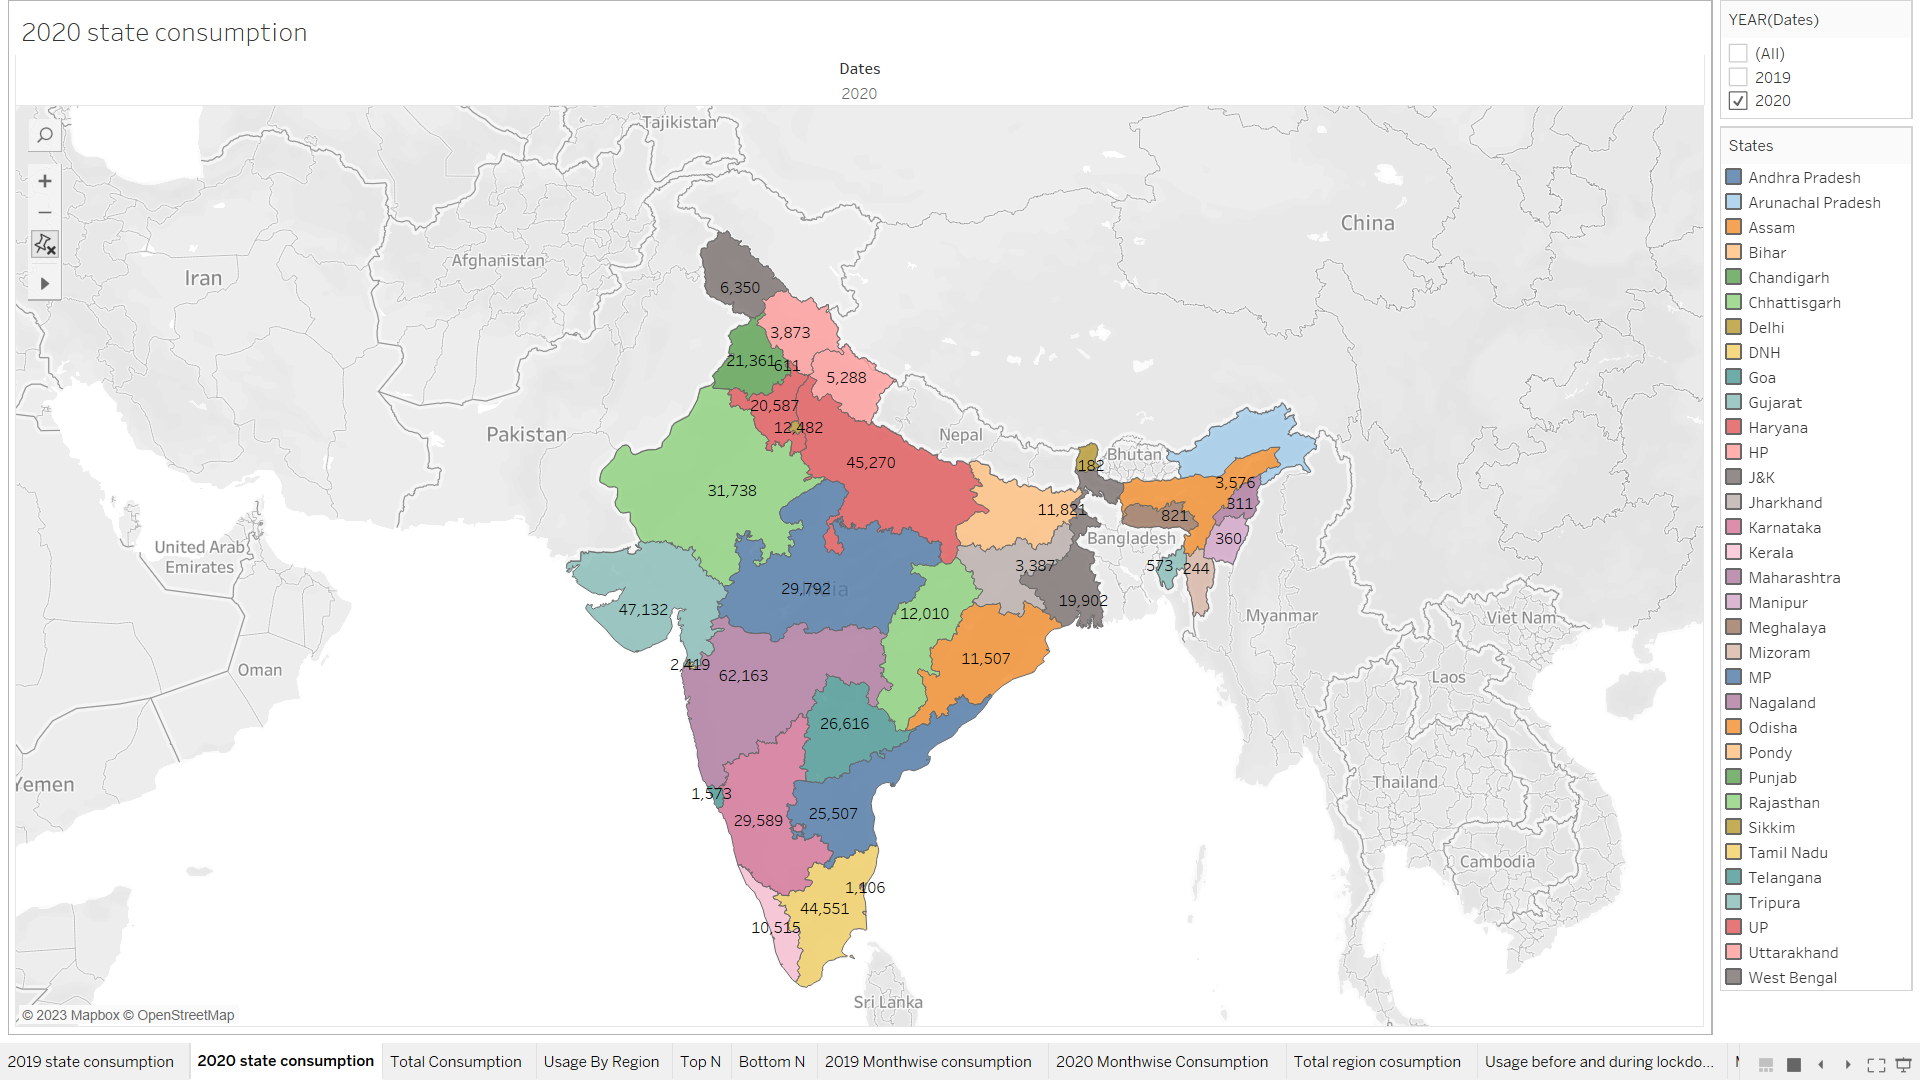 2020 state consumption
Dates
2020
Tajikistan
China
Afghanistan
Iran
6,350
3,873
21,361
611
5,288
20,587
12,482
Pakistan
Nepal
45,270
Bhutan
182
31,738
3,576
311
11,821
821
Bangladesh
360
United Arab
Emirates
573
244
3,387
29,792
India
47,132
12,010
19,902
Myanmar
Viet Nam
Oman
2,419
62,163
11,507
Laos
26,616
Yemen
Thailand
1,573
29,589
25,507
Cambodia
1,106
44,551
10,515
Sri Lanka
© 2023 Mapbox © OpenStreetMap
YEAR(Dates)
(All)
2019
2020
States
Andhra Pradesh
Arunachal Pradesh
Assam
Bihar
Chandigarh
Chhattisgarh
Delhi
DNH
Goa
Gujarat
Haryana
HP
J&K
Jharkhand
Karnataka
Kerala
Maharashtra
Manipur
Meghalaya
Mizoram
MP
Nagaland
Odisha
Pondy
Punjab
Rajasthan
Sikkim
Tamil Nadu
Telangana
Tripura
UP
Uttarakhand
West Bengal
2019 state consumption
2020 state consumption
Total Consumption
Usage By Region
Top N
Bottom N
2019 Monthwise consumption
2020 Monthwise Consumption
Total region cosumption
Usage before and during lockdo...